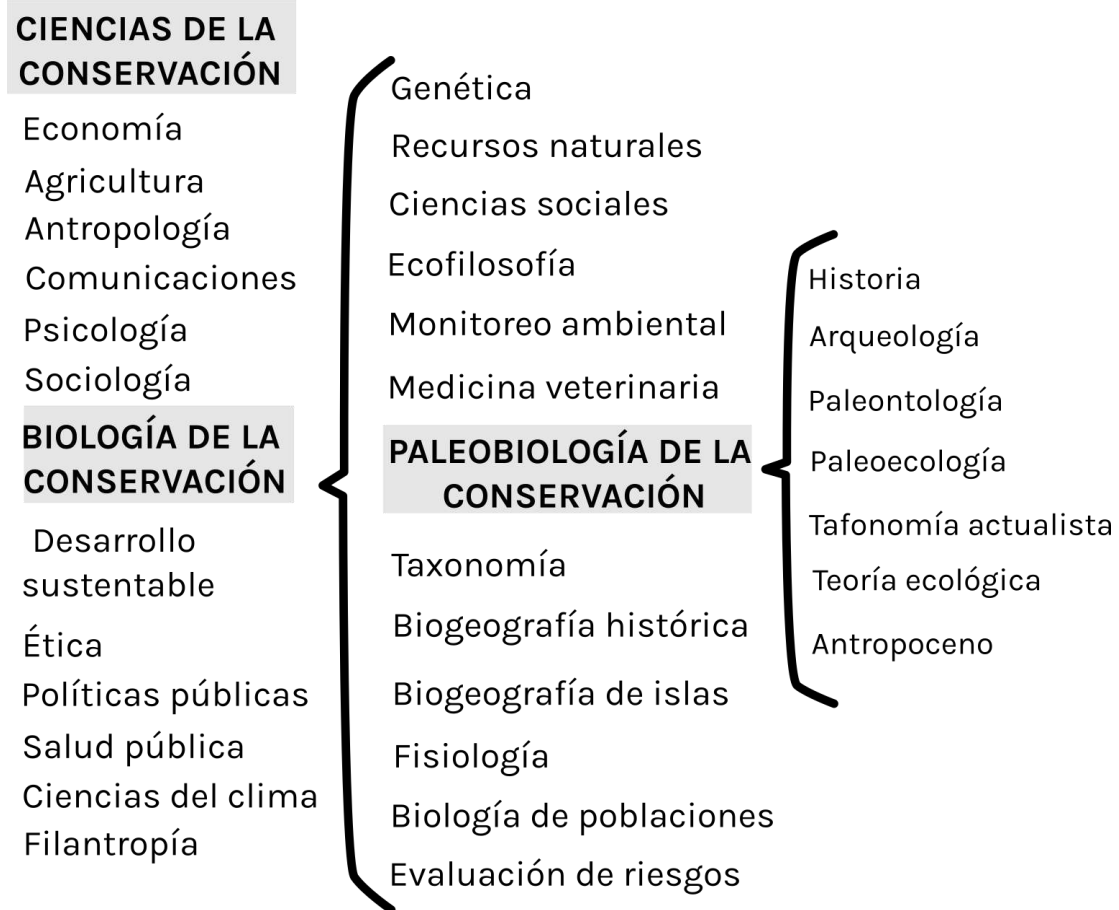 CIENCIAS DE LA
CONSERVACIÓN
Economía
Agricultura
Antropología
Comunicaciones
Psicología
Sociología
BIOLOGÍA DE LA
CONSERVACIÓN
Desarrollo
sustentable
Ética
Políticas públicas
Salud pública
Ciencias del clima
Filantropía
Genética
Recursos naturales
Ciencias sociales
Ecofilosofía
Monitoreo ambiental
Medicina veterinaria
PALEOBIOLOGÍA DE LA
CONSERVACIÓN
Taxonomía
Biogeografía histórica
Biogeografía de islas
Fisiología
Biología de poblaciones
Evaluación de riesgos
Historia
Arqueología
Paleontología
Paleoecología
Tafonomía actualista
Teoría ecológica
Antropoceno